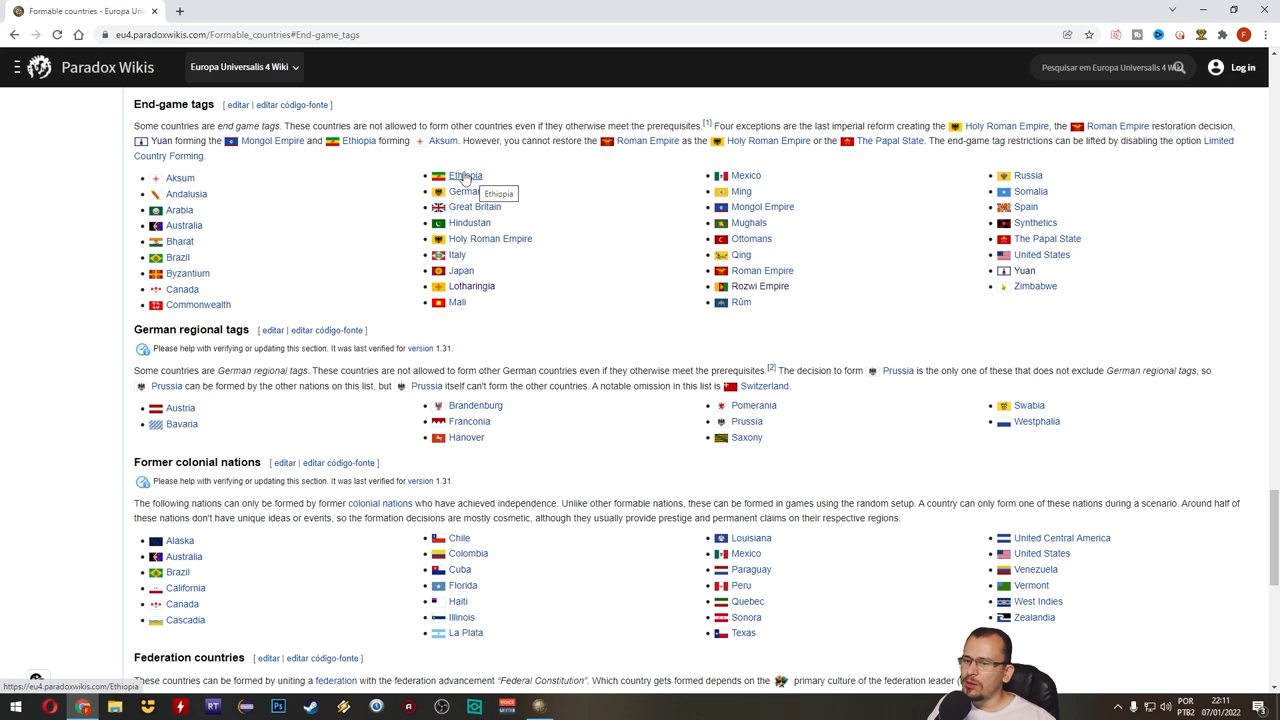 Formable countries - Europa Uni
eu4.paradoxwikis.com/Formable_countries#End-game_tags
Paradox Wikis
Europa Universalis 4 Wiki
Pesquisar em Europa Universalis 4 Wi
Log in
End-game tags [ editar | editar código-fonte ]
Some countries are end game tags. These countries are not allowed to form other countries even if they otherwise meet the prerequisites.[1] Four exceptions are the last imperial reform creating the Holy Roman Empire, the Roman Empire restoration decision,
Yuan forming the Mongol Empire and Ethiopia forming Aksum. However, you cannot restore the Roman Empire as the Holy Roman Empire or the The Papal State. The end-game tag restrictions can be lifted by disabling the option Limited
Country Forming.
Aksum
Andalusia
Arabia
Australia
Bharat
Brazil
Byzantium
Canada
Commonwealth
Ethiopia
German
Ethiopia
Great Britain
Hindustan
Holy Roman Empire
Italy
Japan
Lotharingia
Mali
Mexico
Ming
Mongol Empire
Mughals
Ottomans
Qing
Roman Empire
Rozwi Empire
Rûm
Russia
Somalia
Spain
Synthetics
The Papal State
United States
Yuan
Zimbabwe
German regional tags [ editar | editar código-fonte ]
Please help with verifying or updating this section. It was last verified for version 1.31.
Some countries are German regional tags. These countries are not allowed to form other German countries even if they otherwise meet the prerequisites.[2] The decision to form Prussia is the only one of these that does not exclude German regional tags, so
Prussia can be formed by the other nations on this list, but Prussia itself can't form the other countries. A notable omission in this list is Switzerland.
Austria
Bavaria
Brandenburg
Franconia
Hanover
Pomerania
Prussia
Saxony
Swabia
Westphalia
Former colonial nations [ editar | editar código-fonte ]
Please help with verifying or updating this section. It was last verified for version 1.31.
The following nations can only be formed by former colonial nations who have achieved independence. Unlike other formable nations, these can be formed in games using the random setup. A country can only form one of these nations during a scenario. Around half of
these nations don't have unique ideas or events, so the formation decisions are mostly cosmetic, although they usually provide prestige and permanent claims on their respective regions.
Alaska
Australia
Brazil
California
Canada
Cascadia
Chile
Colombia
Cuba
Florida
Haiti
Illinois
La Plata
Louisiana
Mexico
Paraguay
Peru
Quebec
Sonora
Texas
United Central America
United States
Venezuela
Vermont
West Indies
Zealandia
Federation countries [ editar | editar código-fonte ]
These countries can be formed by uniting a federation with the federation advancement “Federal Constitution”. Which country gets formed depends on the primary culture of the federation leader (
https://eu4.paradoxwikis.com/Ethiopia
POR
PTB2
22:11
07/01/2022